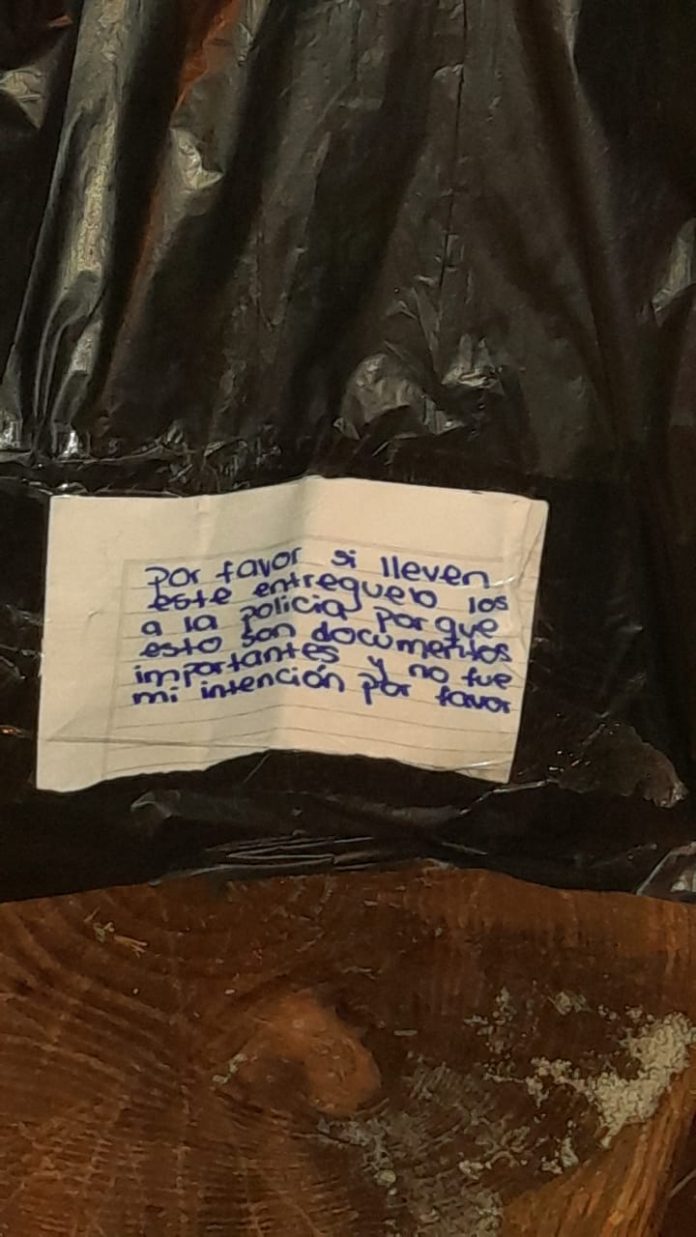 Por favor si lleven
este entreguelo los
a la policia porque
esto son documentos
importantes y no fue
mi intención por favor